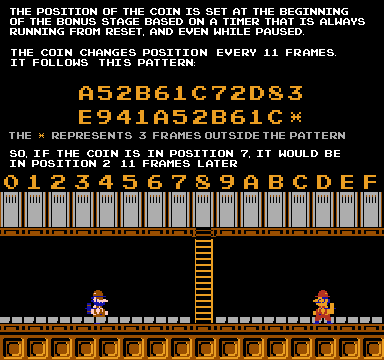 THE POSITION OF THE COIN IS SET AT THE BEGINNING
OF THE BONUS STAGE BASED ON A TIMER THAT IS ALWAYS
RUNNING FROM RESET, AND EVEN WHILE PAUSED.
THE COIN CHANGES POSITION EVERY 11 FRAMES.
IT FOLLOWS THIS PATTERN:
A52B61C72D83
E941A52B61C*
THE * REPRESENTS 3 FRAMES OUTSIDE THE PATTERN
SO, IF THE COIN IS IN POSITION 7, IT WOULD BE
IN POSITION 2 11 FRAMES LATER
0 1 2 3 4 5 6 7 8 9 A B C D E F